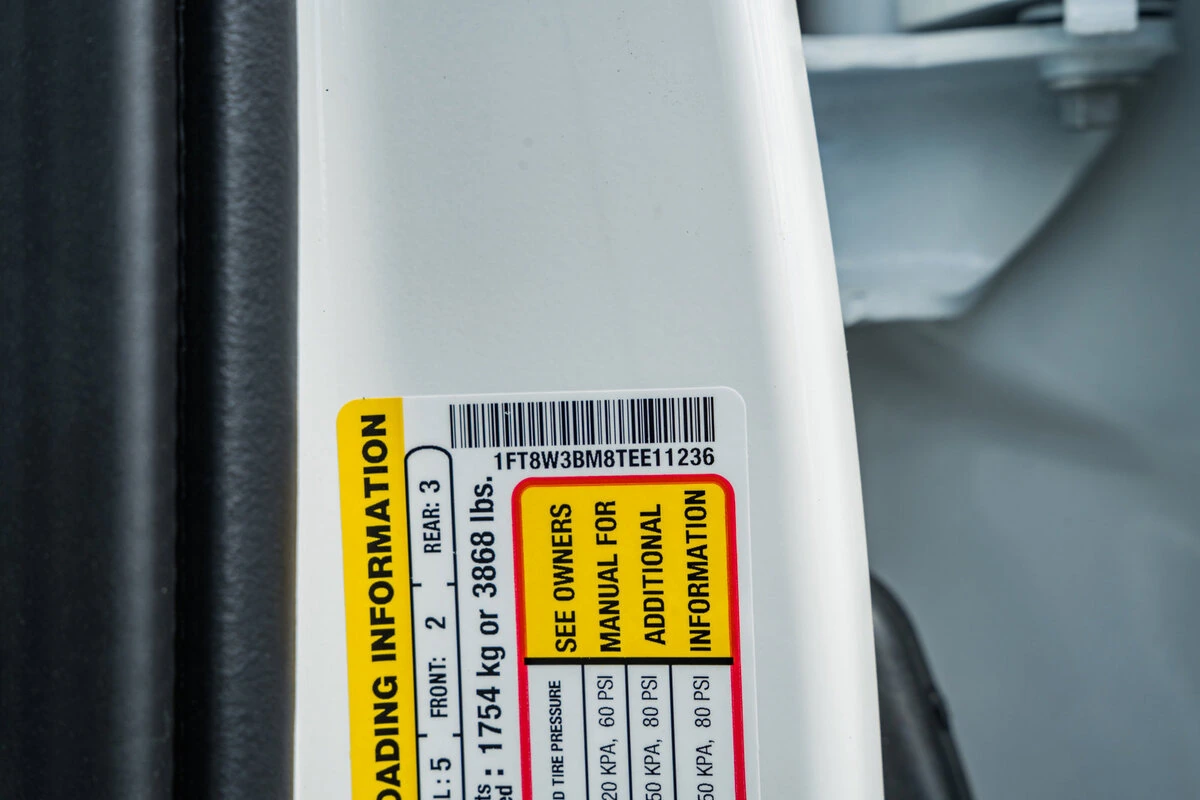 1FT8W3BM8TEE11236
LOADING INFORMATION
REAR: 3
FRONT: 2
L: 5
1754 kg or 3868 lbs.
SEE OWNERS
MANUAL FOR
ADDITIONAL
INFORMATION
TIRE PRESSURE
20 KPA, 60 PSI
50 KPA, 80 PSI
50 KPA, 80 PSI